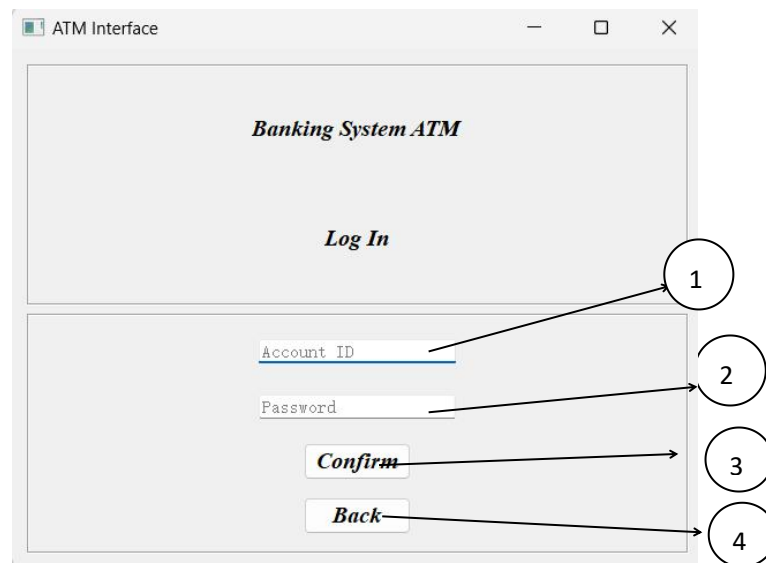 ATM Interface
Banking System ATM
Log In
1
Account ID
2
Password
Confirm
3
Back
4